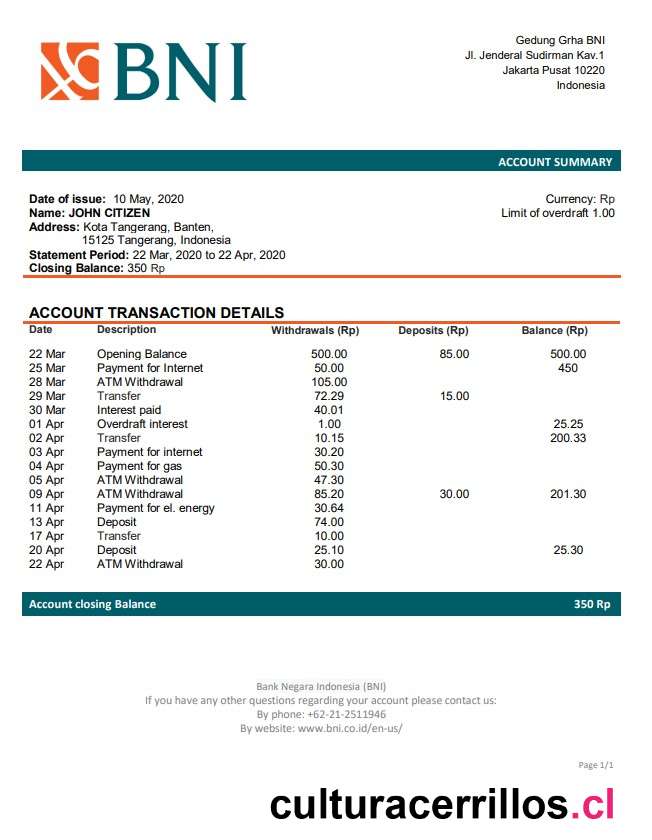 BNI
Gedung Grha BNI
Jl. Jenderal Sudirman Kav.1
Jakarta Pusat 10220
Indonesia
ACCOUNT SUMMARY
Date of issue: 10 May, 2020 Currency: Rp
Name: JOHN CITIZEN Limit of overdraft 1.00
Address: Kota Tangerang, Banten,
15125 Tangerang, Indonesia
Statement Period: 22 Mar, 2020 to 22 Apr, 2020
Closing Balance: 350 Rp
ACCOUNT TRANSACTION DETAILS
Date Description Withdrawals (Rp) Deposits (Rp) Balance (Rp)
22 Mar Opening Balance 500.00 85.00 500.00
25 Mar Payment for Internet 50.00 450
28 Mar ATM Withdrawal 105.00
29 Mar Transfer 72.29 15.00
30 Mar Interest paid 40.01
01 Apr Overdraft interest 1.00 25.25
02 Apr Transfer 10.15 200.33
03 Apr Payment for internet 30.20
04 Apr Payment for gas 50.30
05 Apr ATM Withdrawal 47.30
09 Apr ATM Withdrawal 85.20 30.00 201.30
11 Apr Payment for el. energy 30.64
13 Apr Deposit 74.00
17 Apr Transfer 10.00
20 Apr Deposit 25.10 25.30
22 Apr ATM Withdrawal 30.00
Account closing Balance 350 Rp
Bank Negara Indonesia (BNI)
If you have any other questions regarding your account please contact us:
By phone: +62-21-2511946
By website: www.bni.co.id/en-us/
Page 1/1
culturacerrillos.cl